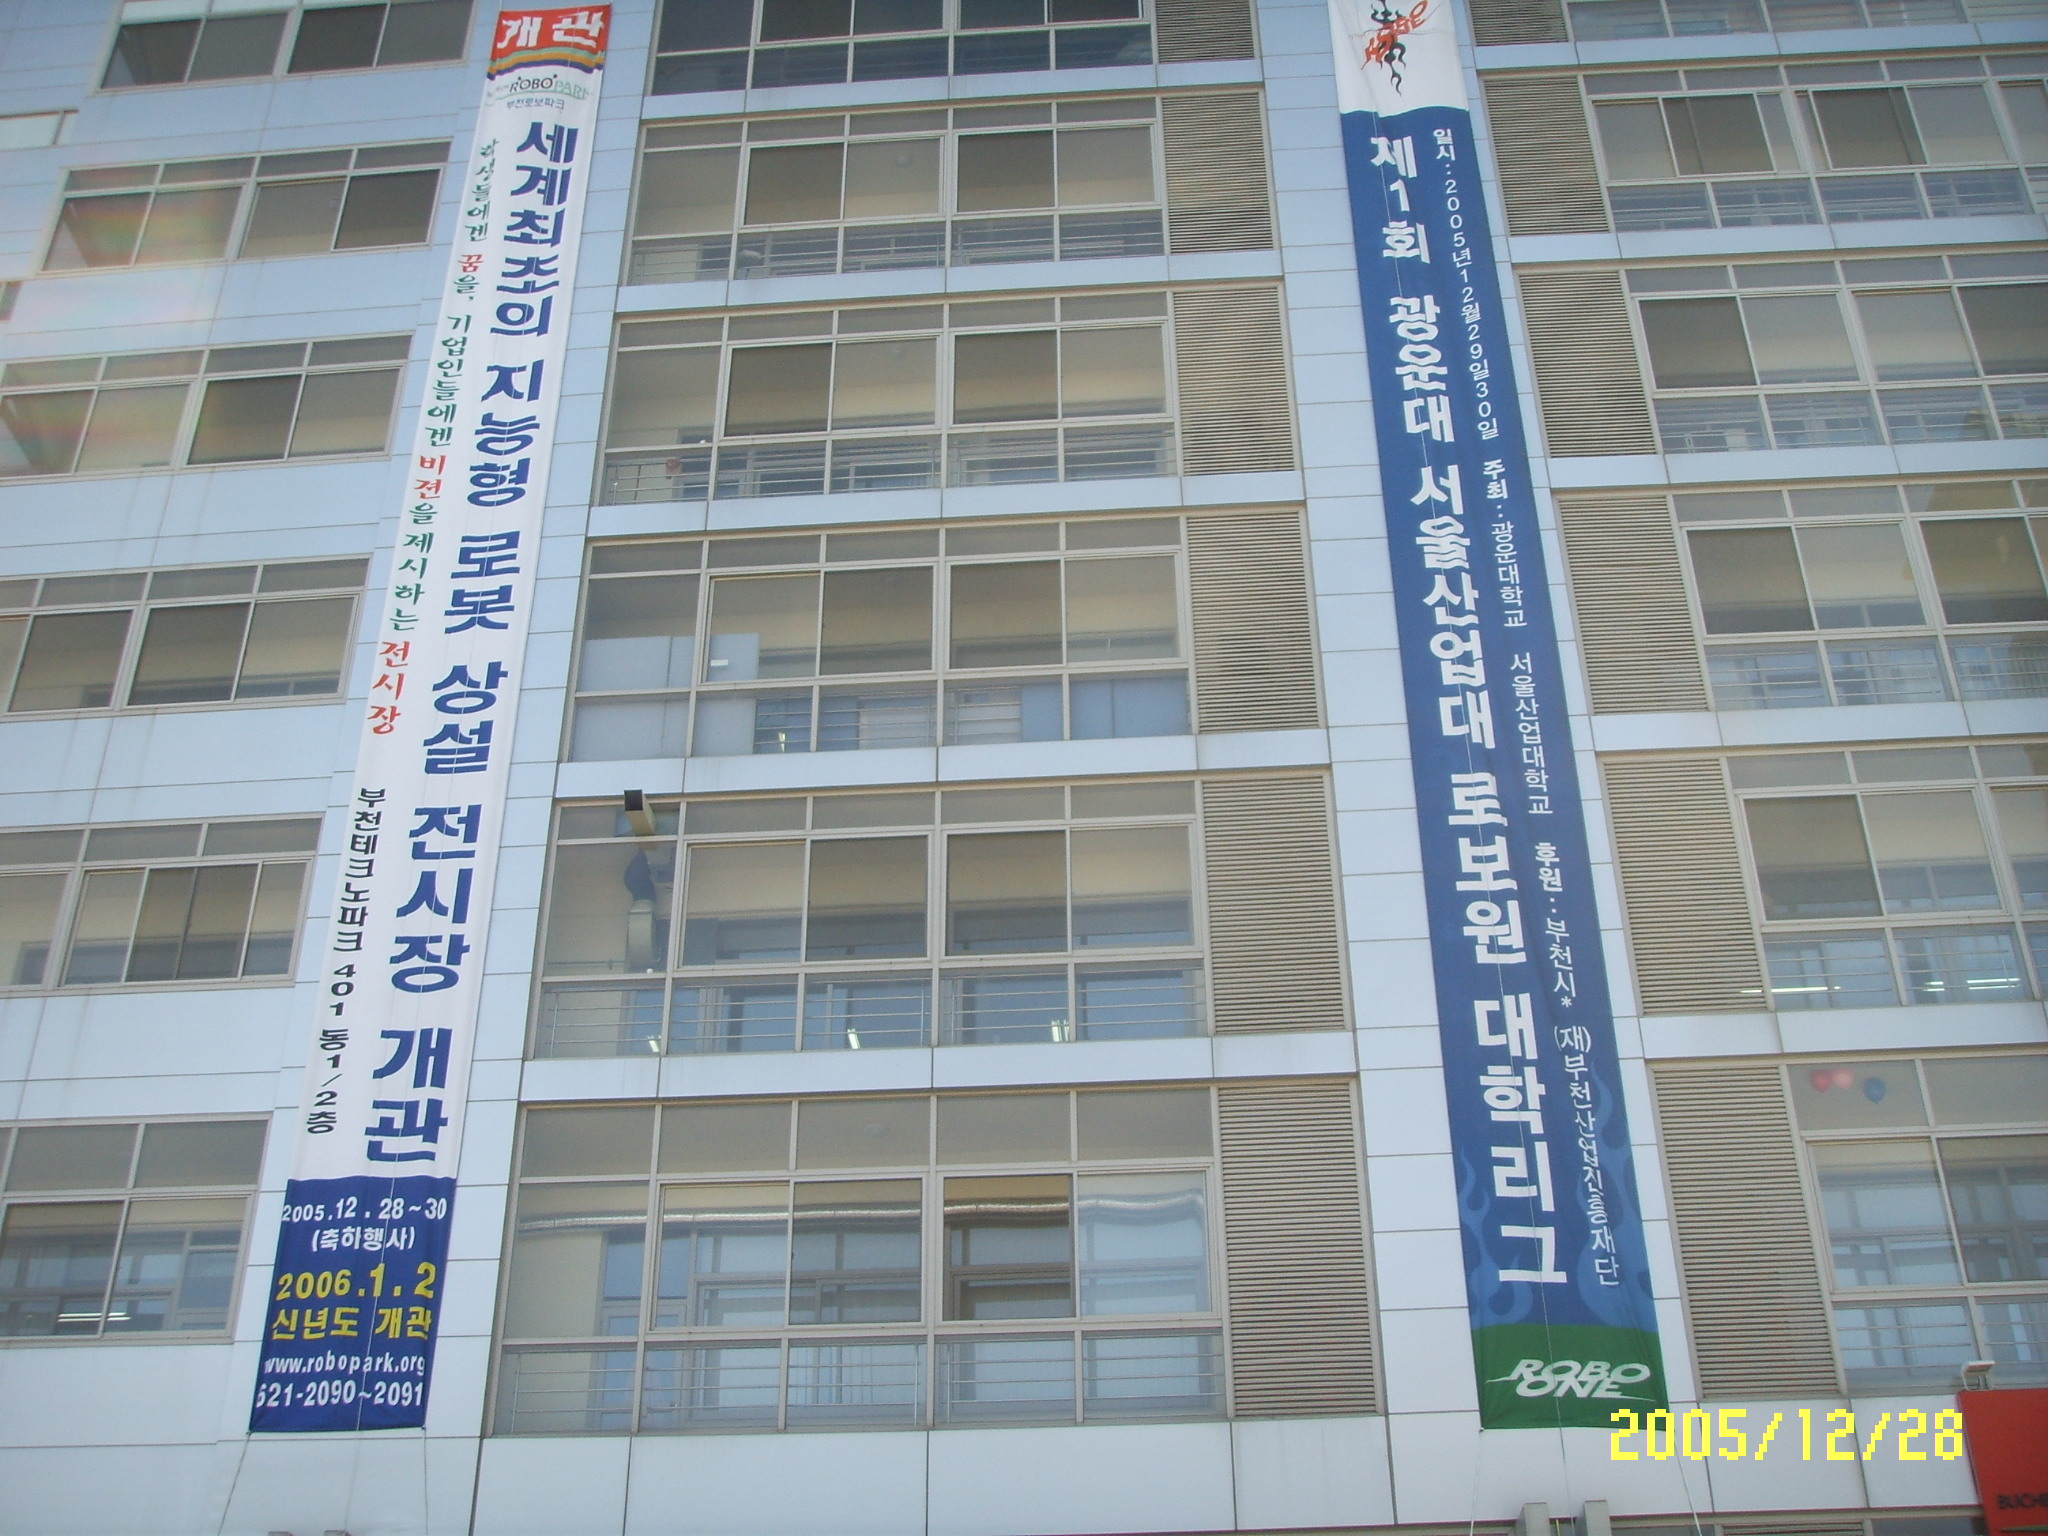 개관
ROBOPARK
부천로보파크
세계최초의 지능형 로봇 상설 전시장 개관
학생들에겐 꿈을, 기업인들에겐 비전을 제시하는 전시장
부천테크노파크 401 동1/2층
2005.12.28~30
(축하행사)
2006.1.2
신년도 개관
www.robopark.org
621-2090~2091
제1회 광운대 서울산업대 로보원 대학리그
일시:2005년12월29일30일 주최:광운대학교 서울산업대학교 후원:부천시* (재)부천산업진흥재단
ROBO
ONE
2005/12/28